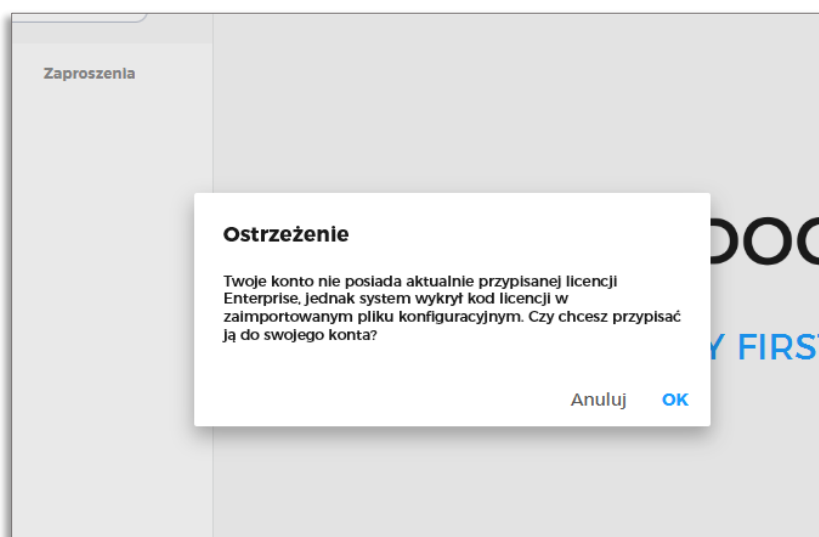 Zaproszenia
Ostrzeżenie
Twoje konto nie posiada aktualnie przypisanej licencji
Enterprise, jednak system wykrył kod licencji w
zaimportowanym pliku konfiguracyjnym. Czy chcesz przypisać
ją do swojego konta?
FIRS
Anuluj OK